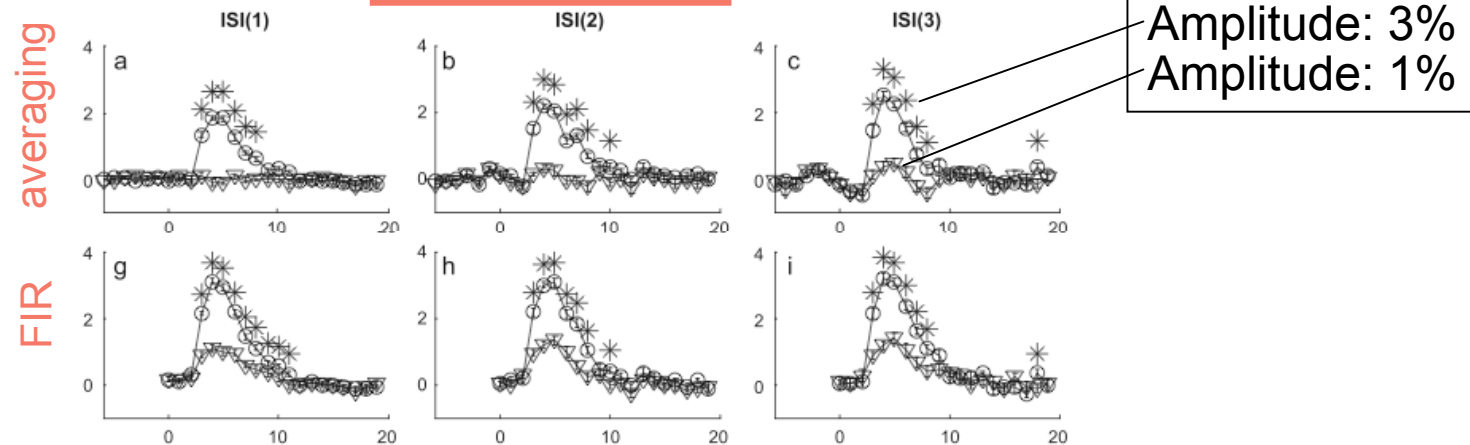 ISI(1) ISI(2) ISI(3)
Amplitude: 3%
Amplitude: 1%
averaging
4 4 4
a b c
2 2 2
0 0 0
0 10 20 0 10 20 0 10 20
FIR
4 4 4
g h i
2 2 2
0 0 0
0 10 20 0 10 20 0 10 20